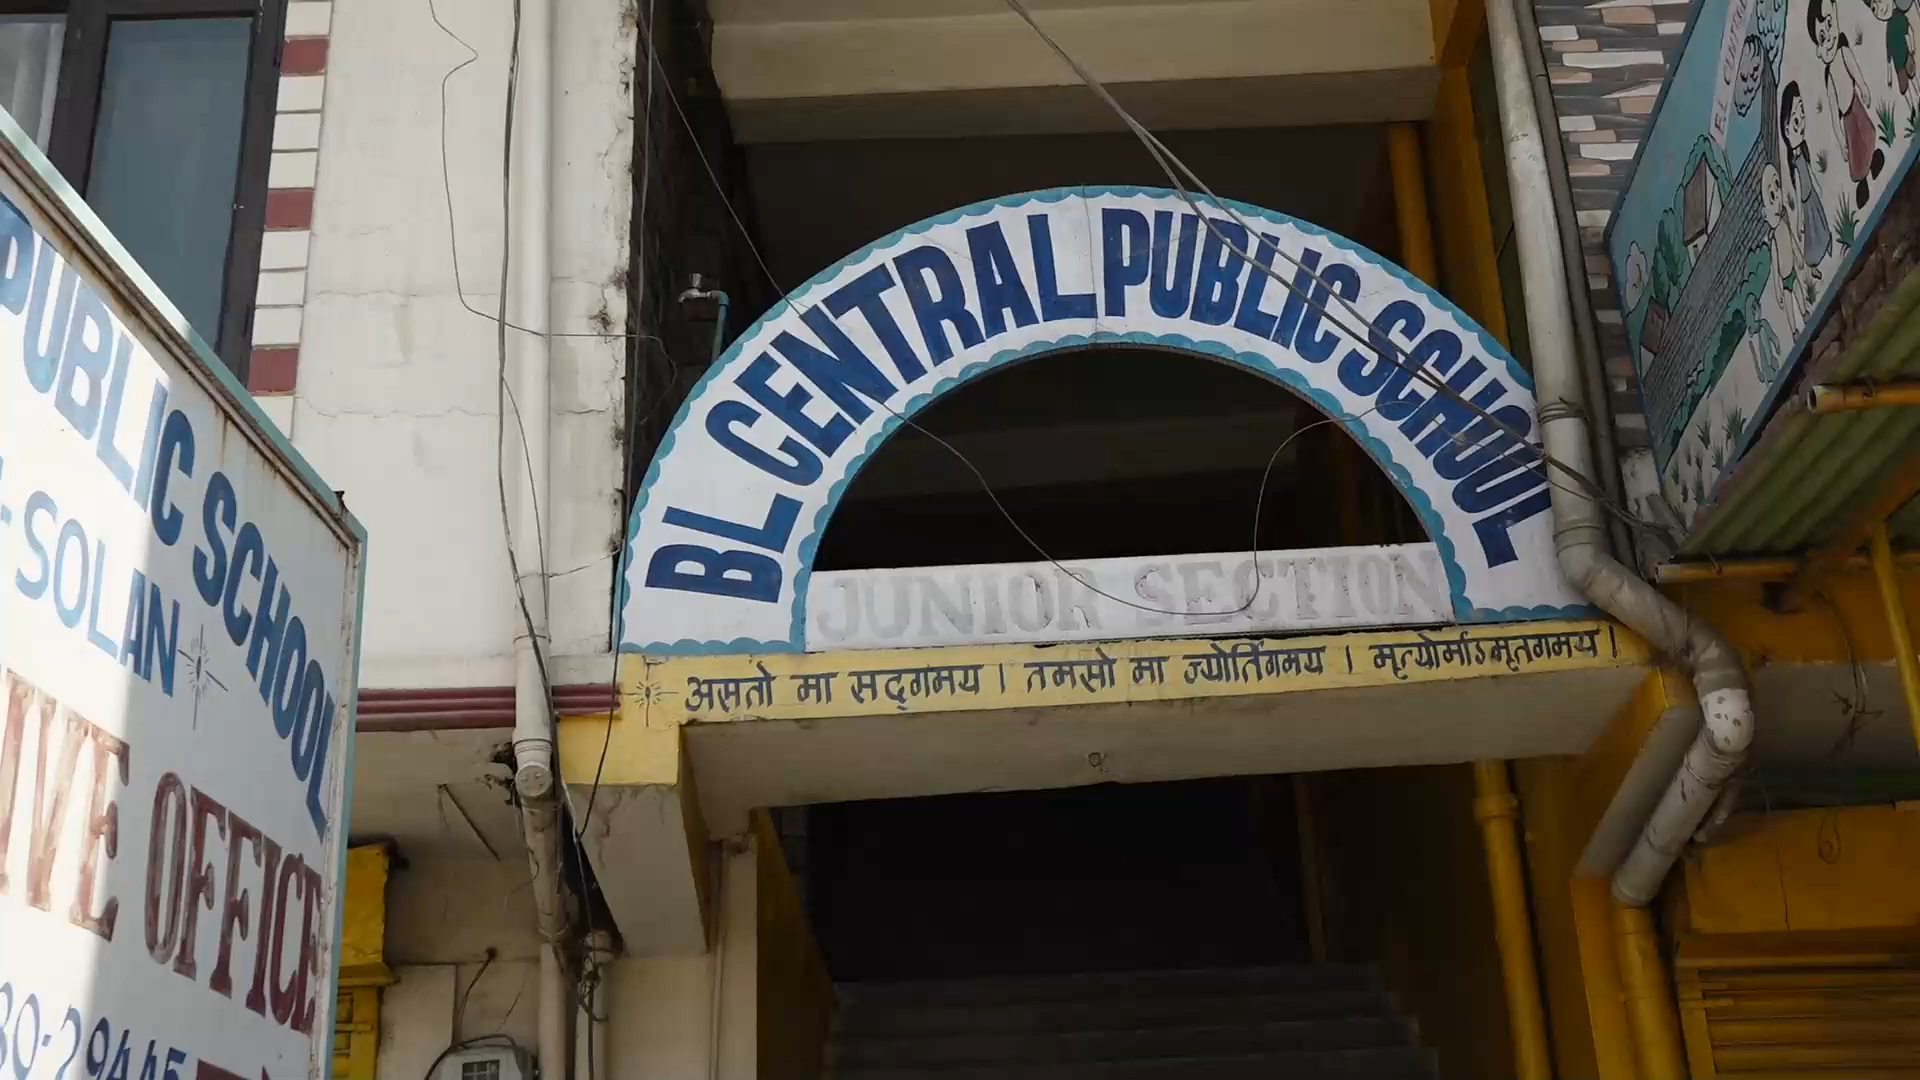 PUBLIC SCHOOL
SOLAN
IVE OFFICE
BL CENTRAL PUBLIC SCHOOL
JUNIOR SECTION
असतो मा सद्गमय । तमसो मा ज्योतिंगमय । मृत्योर्माऽमृतगमय ।